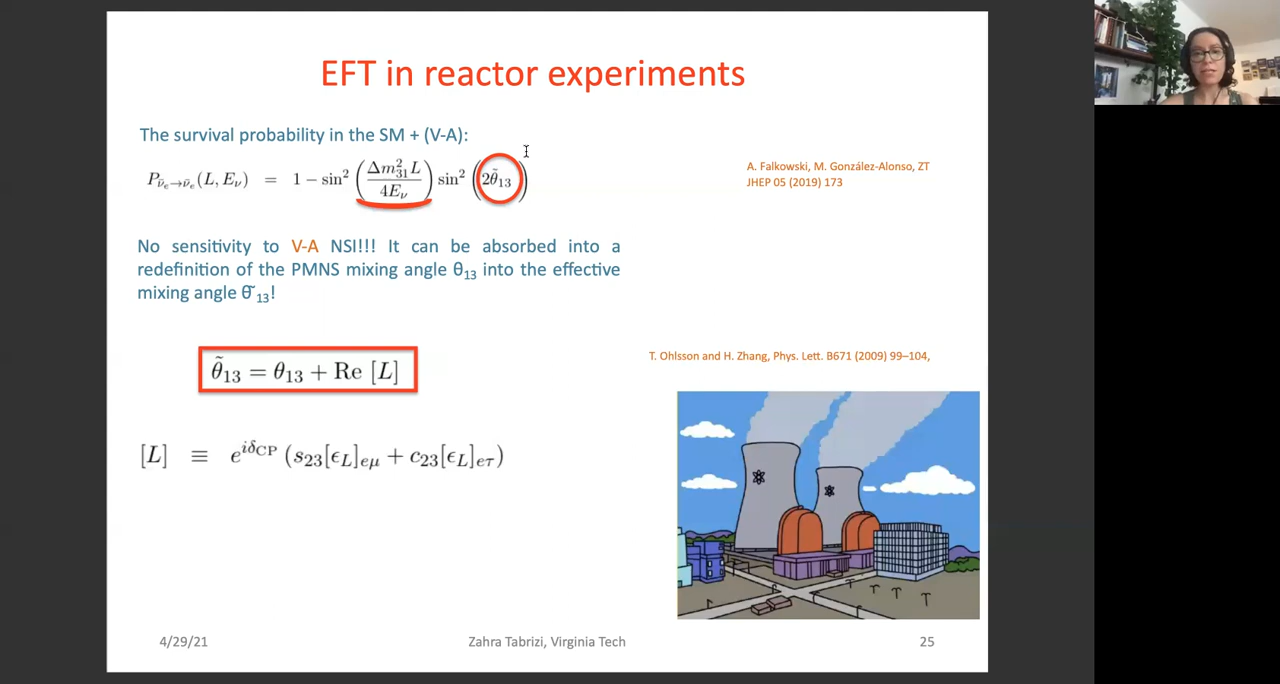 EFT in reactor experiments
The survival probability in the SM + (V-A):
P_{ν̄_e→ν̄_e}(L, E_ν) = 1 − sin² (Δm²₃₁L / 4E_ν) sin² (2θ̃₁₃)
A. Falkowski, M. González-Alonso, ZT
JHEP 05 (2019) 173
No sensitivity to V-A NSI!!! It can be absorbed into a
redefinition of the PMNS mixing angle θ₁₃ into the effective
mixing angle θ̃₁₃!
T. Ohlsson and H. Zhang, Phys. Lett. B671 (2009) 99–104,
θ̃₁₃ = θ₁₃ + Re [L]
[L] ≡ e^{iδ_CP} (s₂₃[ϵ_L]_{eμ} + c₂₃[ϵ_L]_{eτ})
4/29/21
Zahra Tabrizi, Virginia Tech
25